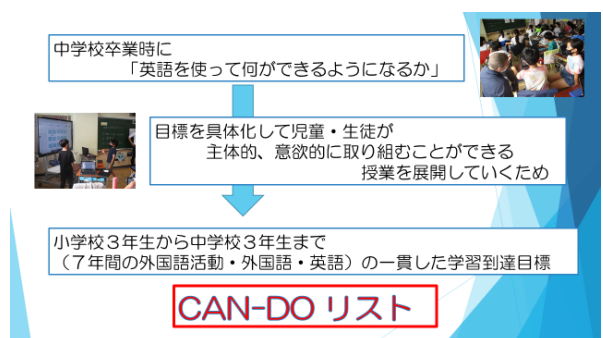 中学校卒業時に
「英語を使って何ができるようになるか」
目標を具体化して児童・生徒が
主体的、意欲的に取り組むことができる
授業を展開していくため
小学校３年生から中学校３年生まで
（７年間の外国語活動・外国語・英語）の一貫した学習到達目標
CAN-DO リスト